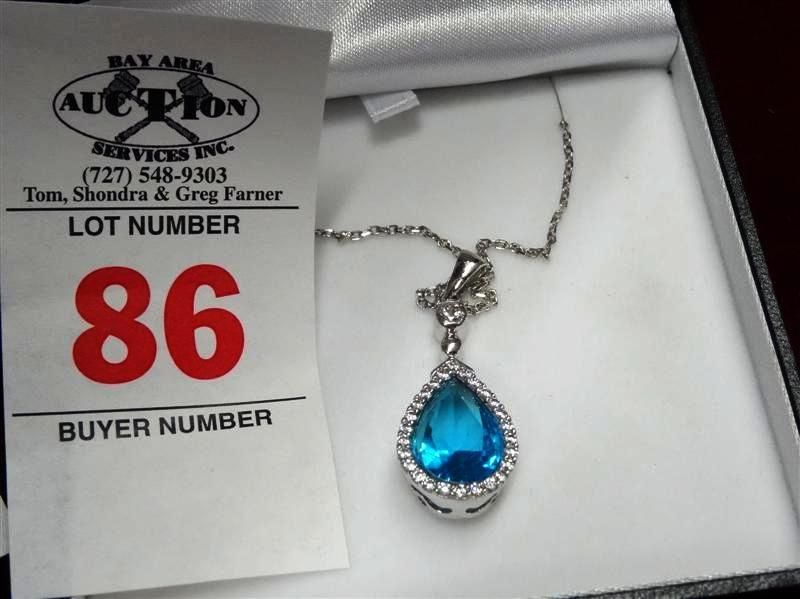 BAY AREA
AUCTION
SERVICES INC.
(727) 548-9303
Tom, Shondra & Greg Farner
LOT NUMBER
86
BUYER NUMBER